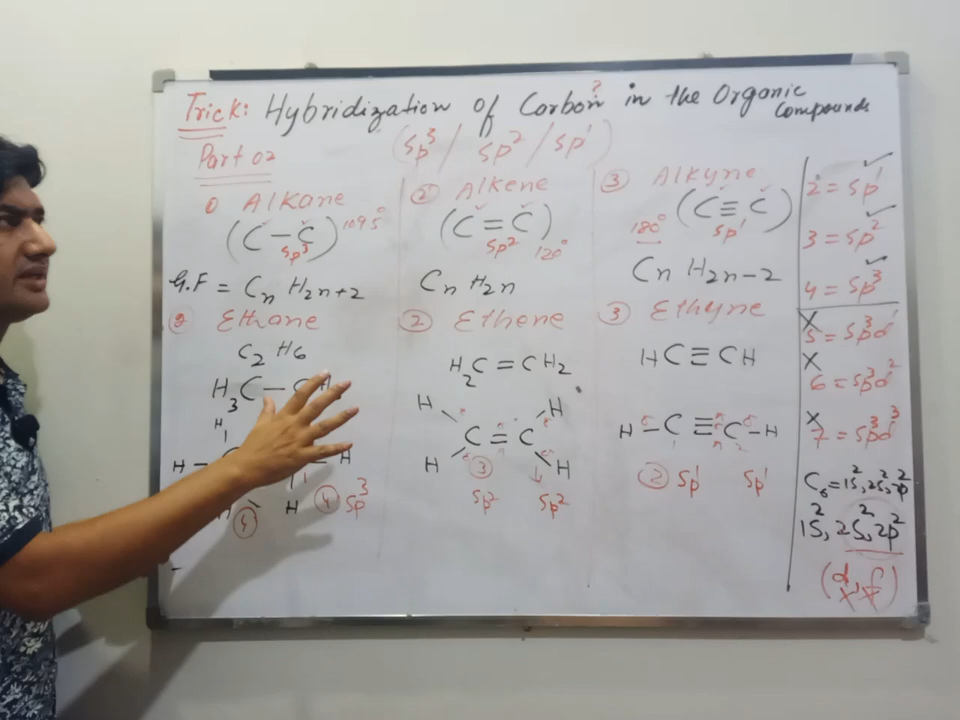 Trick: Hybridization of Carbon? in the Organic Compounds
Part 02
(sp³ / sp² / sp¹)
① Alkane
(C – C) 109.5°
sp³
G.F = CnH2n+2
② Ethane
C2H6
H3C – CH
H
H –
– H
H H
④ ④ sp³
② Alkene
(C = C)
sp² 120°
CnH2n
② Ethene
H2C = CH2
H H
C = C
H H
③
sp² sp²
③ Alkyne
(C ≡ C)
180° sp¹
CnH2n-2
③ Ethyne
HC ≡ CH
H – C ≡ C – H
② sp¹ sp¹
2 = sp¹ ✓
3 = sp² ✓
4 = sp³ ✓
X 5 = sp³d¹
X 6 = sp³d²
X 7 = sp³d³
C6 = 1s², 2s², 2p²
1s², 2s², 2p²
(d, f)